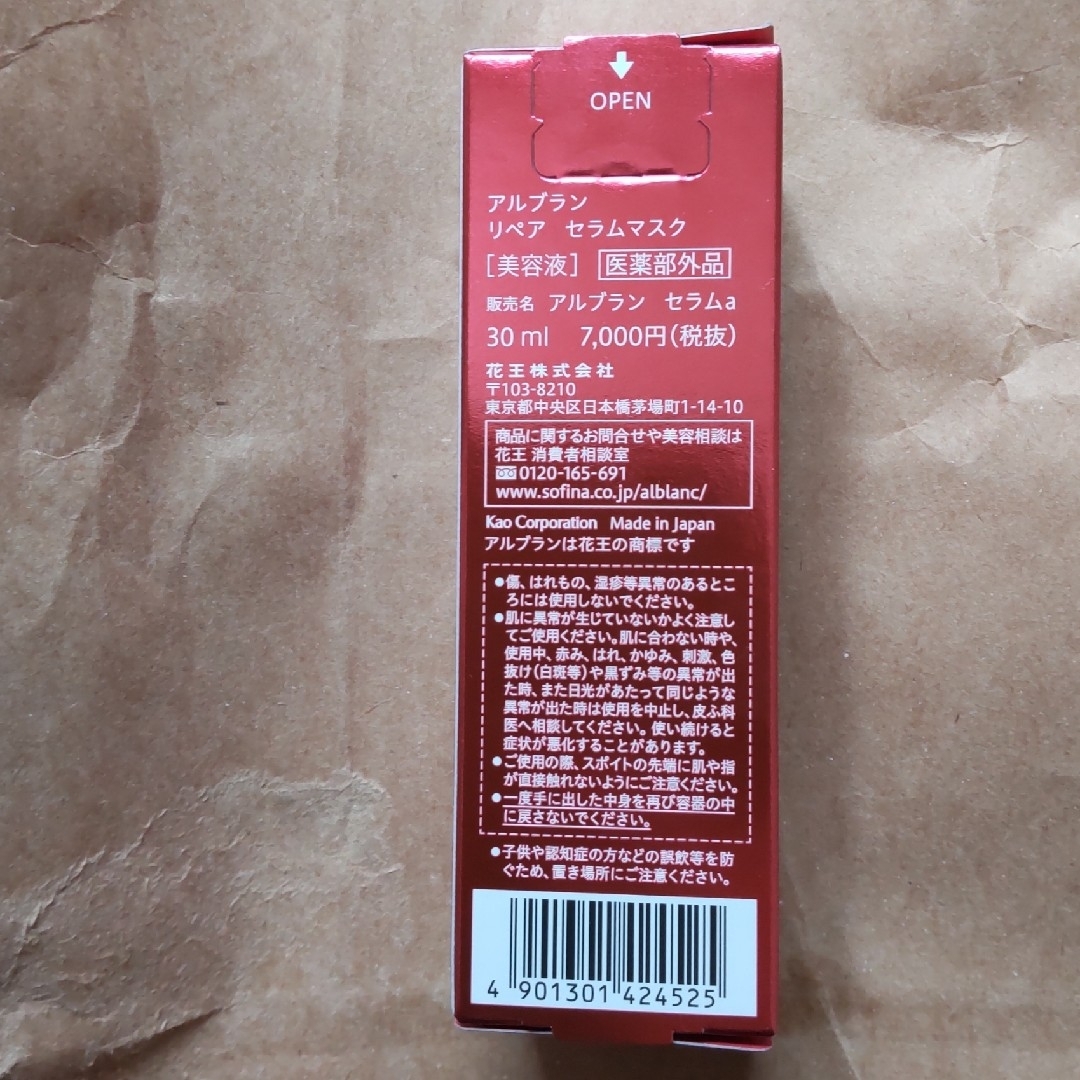 OPEN
アルブラン
リペア セラムマスク
[美容液] 医薬部外品
販売名 アルブラン セラムa
30 ml 7,000円(税抜)
花王株式会社
〒103-8210
東京都中央区日本橋茅場町1-14-10
商品に関するお問合せや美容相談は
花王 消費者相談室
0120-165-691
www.sofina.co.jp/alblanc/
Kao Corporation Made in Japan
アルブランは花王の商標です
●傷、はれもの、湿疹等異常のあるとこ
ろには使用しないでください。
●肌に異常が生じていないかよく注意し
てご使用ください。肌に合わない時や、
使用中、赤み、はれ、かゆみ、刺激、色
抜け(白斑等)や黒ずみ等の異常が出
た時、また日光があたって同じような
異常が出た時は使用を中止し、皮ふ科
医へ相談してください。使い続けると
症状が悪化することがあります。
●ご使用の際、スポイトの先端に肌や指
が直接触れないようにご注意ください。
●一度手に出した中身を再び容器の中
に戻さないでください。
●子供や認知症の方などの誤飲等を防
ぐため、置き場所にご注意ください。
4 901301 424525